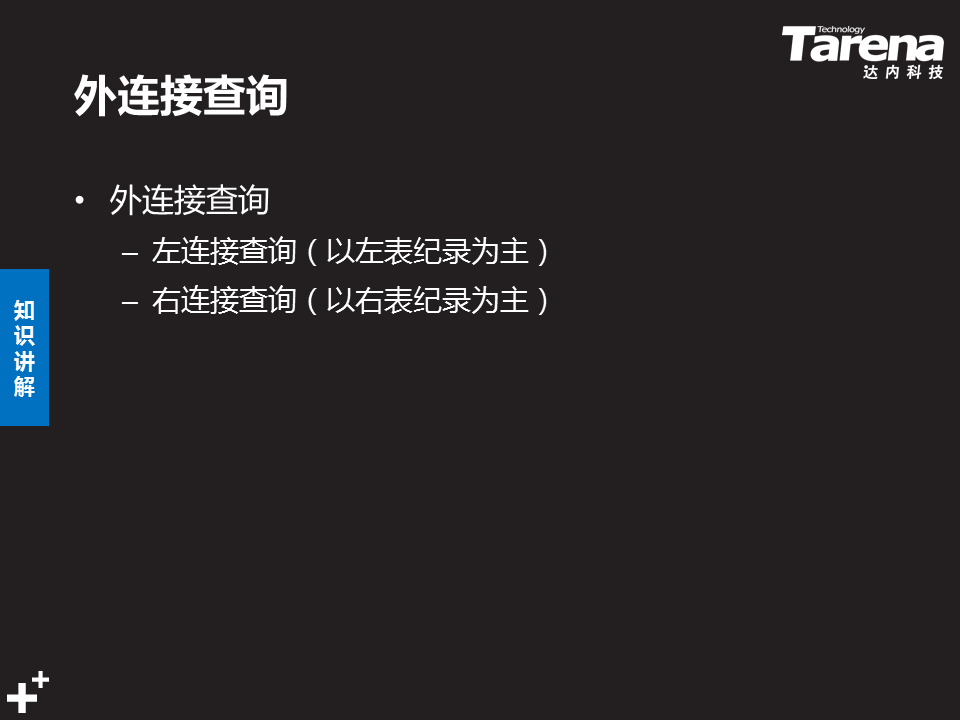 Technology
Tarena
达内科技
外连接查询
• 外连接查询
– 左连接查询（以左表纪录为主）
– 右连接查询（以右表纪录为主）
知识讲解